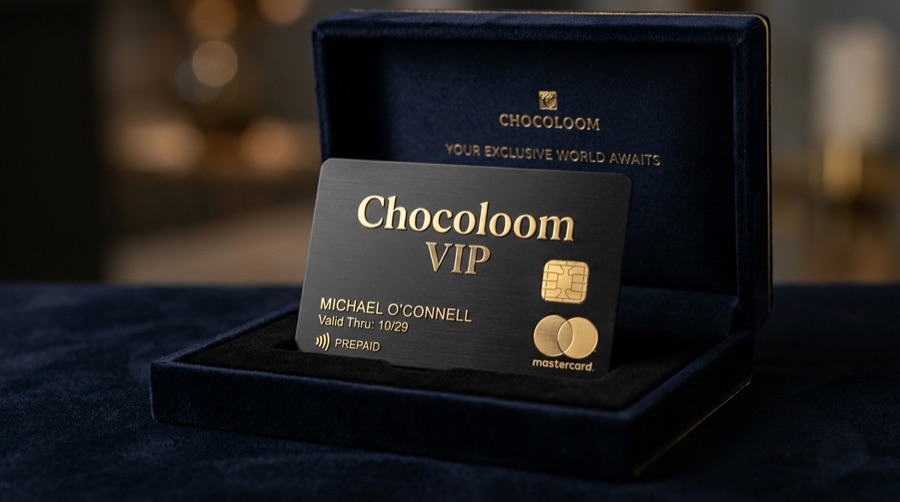 CHOCOLOOM
YOUR EXCLUSIVE WORLD AWAITS
Chocoloom
VIP
MICHAEL O'CONNELL
Valid Thru: 10/29
PREPAID
mastercard.